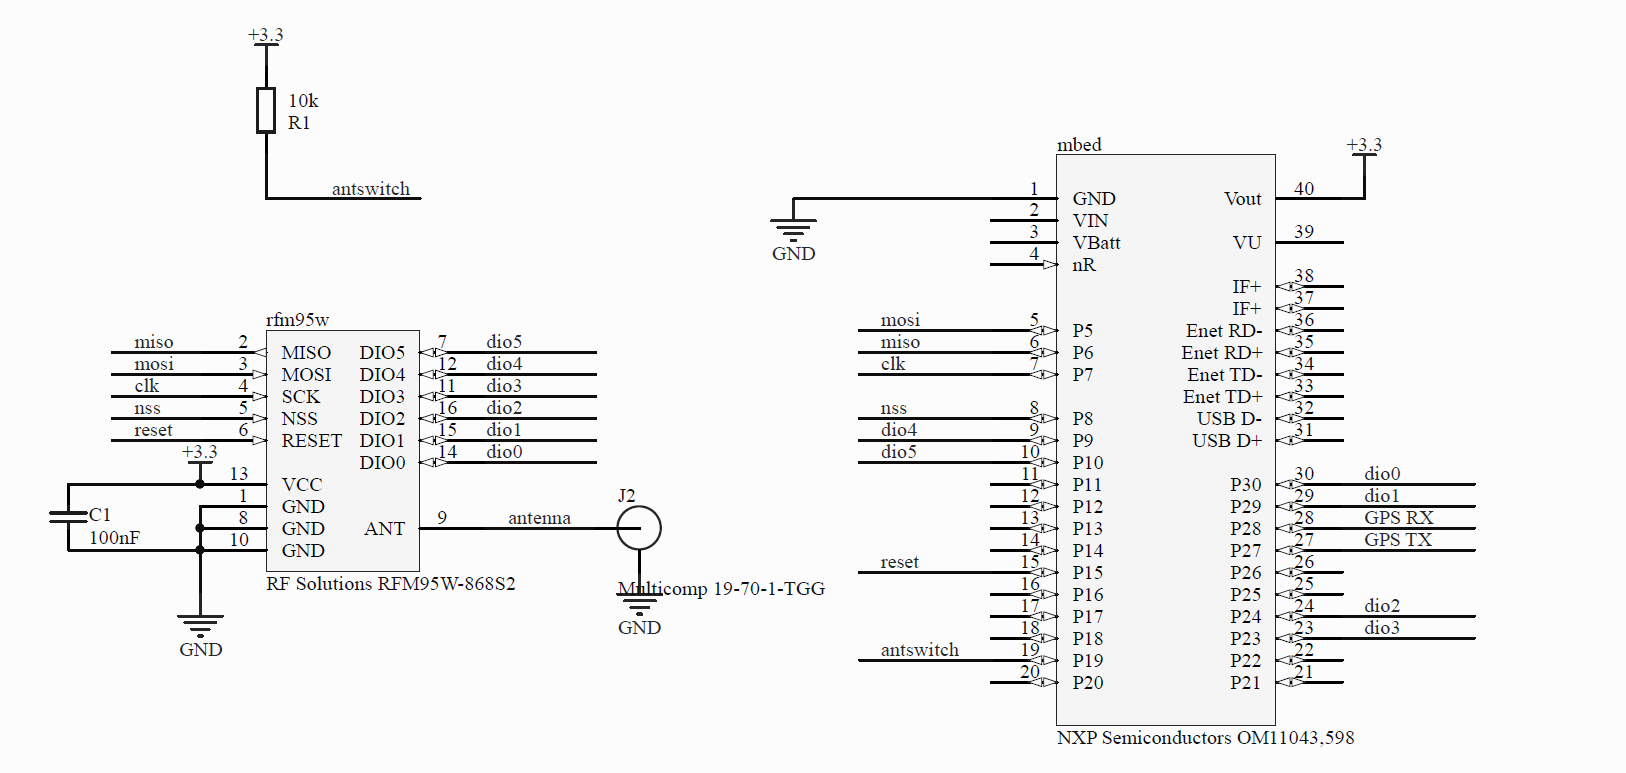 +3.3
10k
R1
antswitch
rfm95w
miso 2 MISO DIO5 7 dio5
mosi 3 MOSI DIO4 12 dio4
clk 4 SCK DIO3 11 dio3
nss 5 NSS DIO2 16 dio2
reset 6 RESET DIO1 15 dio1
DIO0 14 dio0
+3.3
13 VCC
1 GND
8 GND ANT 9 antenna
10 GND
C1
100nF
J2
RF Solutions RFM95W-868S2
Multicomp 19-70-1-TGG
GND
GND
mbed
+3.3
1 GND Vout 40
2 VIN
3 VBatt VU 39
GND
4 nR
IF+ 38
IF+ 37
mosi 5 P5 Enet RD- 36
miso 6 P6 Enet RD+ 35
clk 7 P7 Enet TD- 34
Enet TD+ 33
nss 8 P8 USB D- 32
dio4 9 P9 USB D+ 31
dio5 10 P10
11 P11 P30 30 dio0
12 P12 P29 29 dio1
13 P13 P28 28 GPS RX
14 P14 P27 27 GPS TX
reset 15 P15 P26 26
16 P16 P25 25
17 P17 P24 24 dio2
18 P18 P23 23 dio3
antswitch 19 P19 P22 22
20 P20 P21 21
NXP Semiconductors OM11043,598